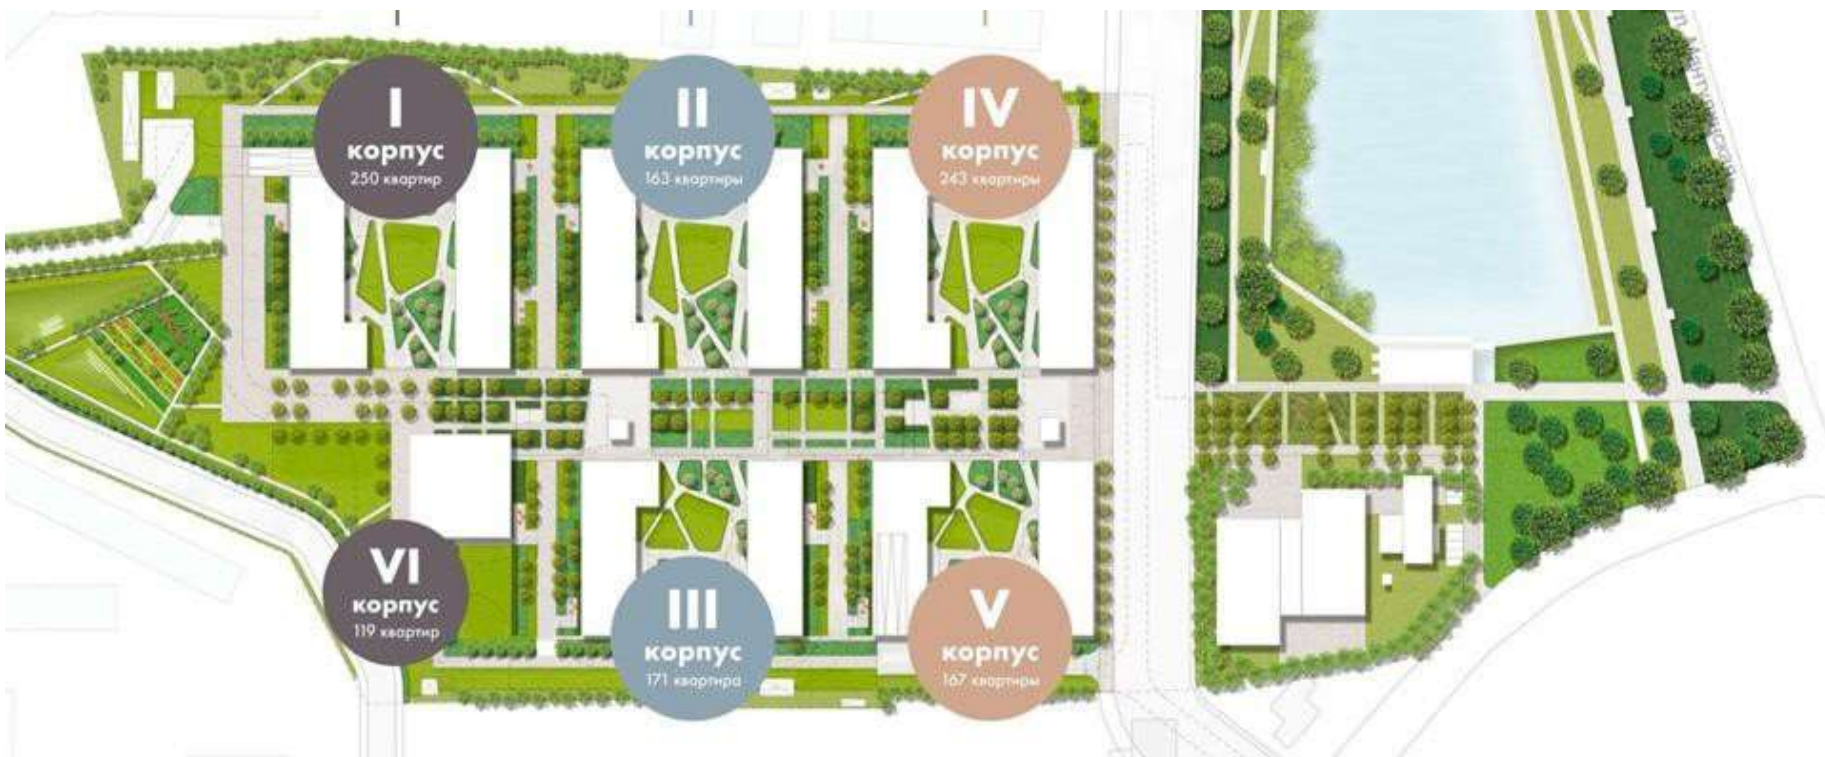 I
корпус
250 квартир
II
корпус
163 квартиры
IV
корпус
243 квартиры
VI
корпус
119 квартир
III
корпус
171 квартира
V
корпус
167 квартиры